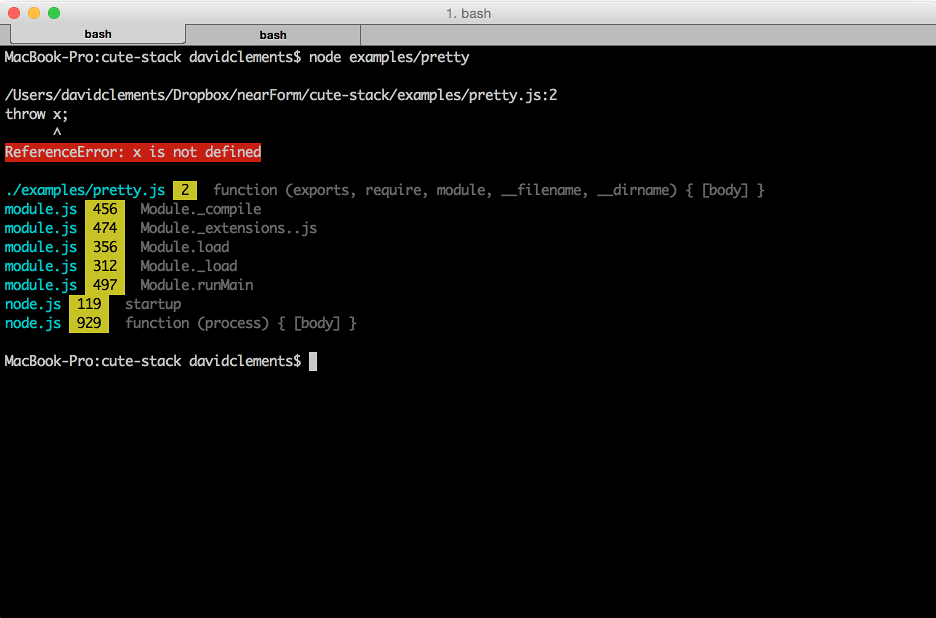 1. bash
bash bash
MacBook-Pro:cute-stack davidclements$ node examples/pretty
/Users/davidclements/Dropbox/nearForm/cute-stack/examples/pretty.js:2
throw x;
^
ReferenceError: x is not defined
./examples/pretty.js 2 function (exports, require, module, __filename, __dirname) { [body] }
module.js 456 Module._compile
module.js 474 Module._extensions..js
module.js 356 Module.load
module.js 312 Module._load
module.js 497 Module.runMain
node.js 119 startup
node.js 929 function (process) { [body] }
MacBook-Pro:cute-stack davidclements$